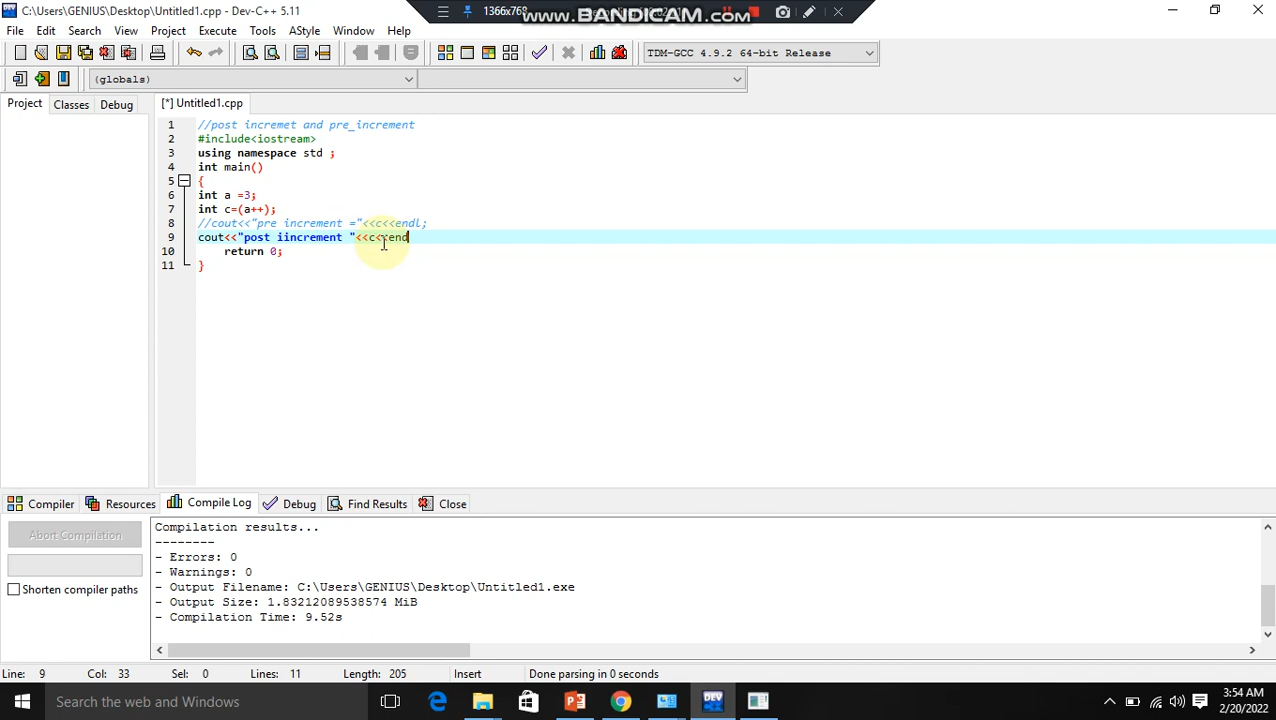 C:\Users\GENIUS\Desktop\Untitled1.cpp - Dev-C++ 5.11
1366x768
www.BANDICAM.com
File Edit Search View Project Execute Tools AStyle Window Help
TDM-GCC 4.9.2 64-bit Release
(globals)
Project Classes Debug
[*] Untitled1.cpp
1 //post incremet and pre_increment
2 #include<iostream>
3 using namespace std ;
4 int main()
5 {
6 int a =3;
7 int c=(a++);
8 //cout<<"pre increment ="<<c<<endl;
9 cout<<"post iincrement "<<c<<end
10 return 0;
11 }
Compiler Resources Compile Log Debug Find Results Close
Abort Compilation
Shorten compiler paths
Compilation results...
--------
- Errors: 0
- Warnings: 0
- Output Filename: C:\Users\GENIUS\Desktop\Untitled1.exe
- Output Size: 1.83212089538574 MiB
- Compilation Time: 9.52s
Line: 9 Col: 33 Sel: 0 Lines: 11 Length: 205 Insert Done parsing in 0 seconds
Search the web and Windows
DEV
3:54 AM
2/20/2022